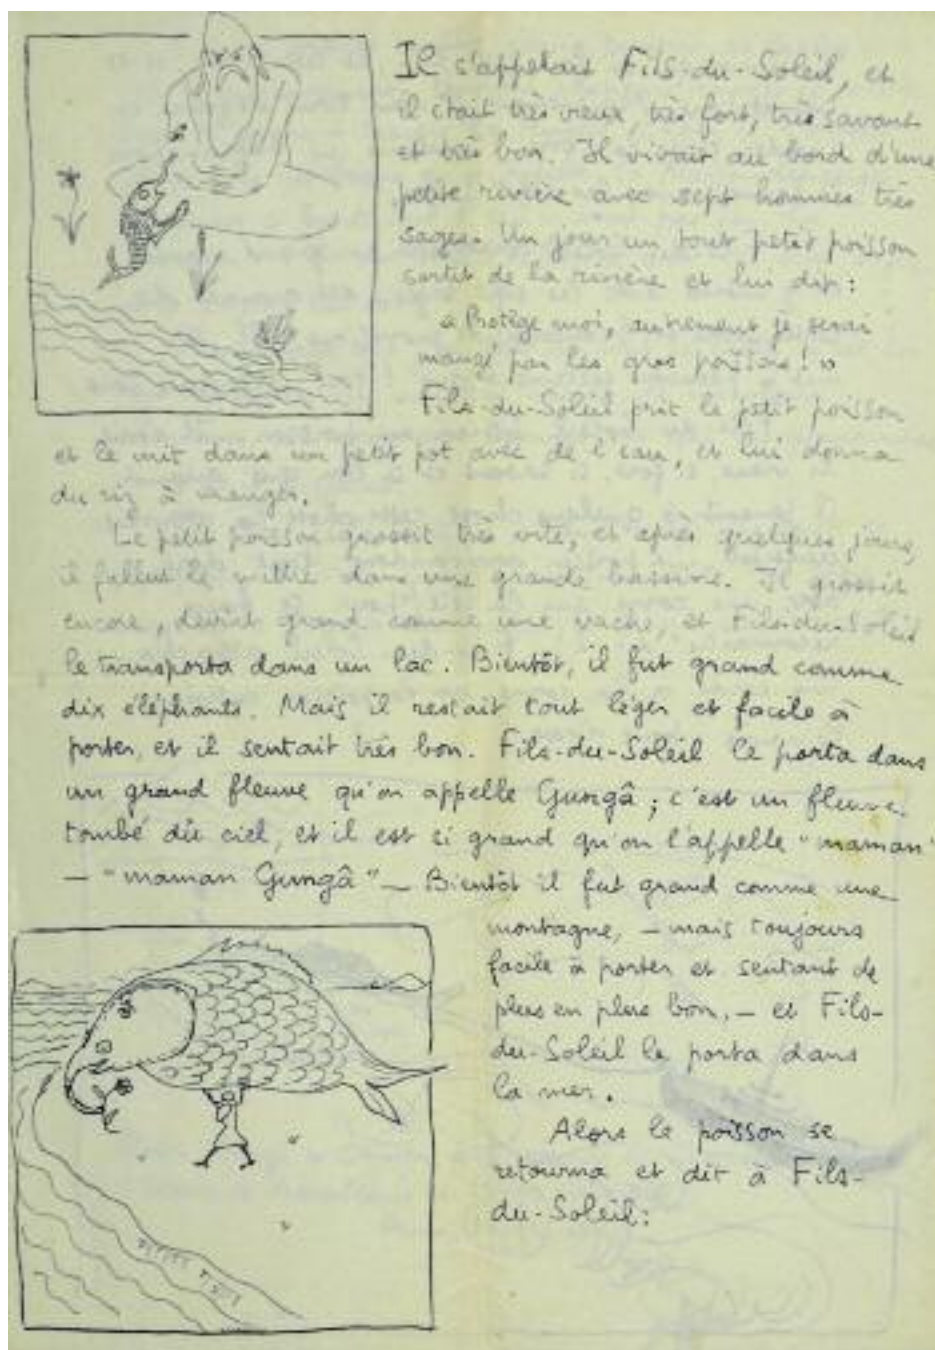 Il s'appelait Fils-du-Soleil, et
il était très vieux, très fort, très savant
et très bon. Il vivait au bord d'une
petite rivière avec sept hommes très
sages. Un jour un tout petit poisson
sortit de la rivière et lui dit :
« Protège moi, autrement je serai
mangé par les gros poissons ! »
Fils-du-Soleil prit le petit poisson
et le mit dans un petit pot avec de l'eau, et lui donna
du riz à manger.
Le petit poisson grossit très vite, et après quelques jours,
il fallut le mettre dans une grande bassine. Il grossit
encore, devint grand comme une vache, et Fils-du-Soleil
le transporta dans un lac. Bientôt, il fut grand comme
dix éléphants. Mais il restait tout léger et facile à
porter, et il sentait très bon. Fils-du-Soleil le porta dans
un grand fleuve qu'on appelle Gungâ ; c'est un fleuve
tombé du ciel, et il est si grand qu'on l'appelle "maman"
— "maman Gungâ" — Bientôt il fut grand comme une
montagne, — mais toujours
facile à porter et sentant de
plus en plus bon, — et Fils-
du-Soleil le porta dans
la mer.
Alors le poisson se
retourna et dit à Fils-
du-Soleil :